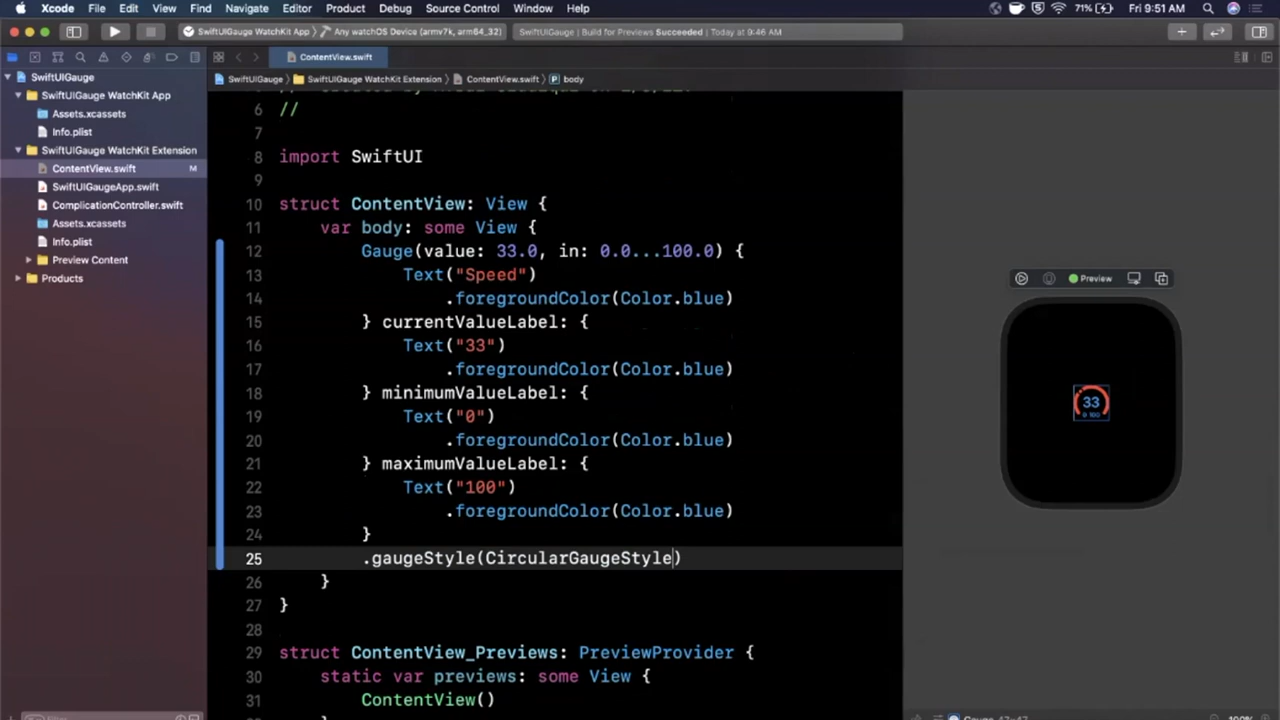 Xcode File Edit View Find Navigate Editor Product Debug Source Control Window Help 71% Fri 9:51 AM
SwiftUIGauge WatchKit App Any watchOS Device (armv7k, arm64_32) SwiftUIGauge | Build for Previews Succeeded | Today at 9:46 AM
ContentView.swift
SwiftUIGauge SwiftUIGauge WatchKit Extension ContentView.swift body
SwiftUIGauge
SwiftUIGauge WatchKit App
Assets.xcassets
Info.plist
SwiftUIGauge WatchKit Extension
ContentView.swift M
SwiftUIGaugeApp.swift
ComplicationController.swift
Assets.xcassets
Info.plist
Preview Content
Products
6 //
7
8 import SwiftUI
9
10 struct ContentView: View {
11 var body: some View {
12 Gauge(value: 33.0, in: 0.0...100.0) {
13 Text("Speed")
14 .foregroundColor(Color.blue)
15 } currentValueLabel: {
16 Text("33")
17 .foregroundColor(Color.blue)
18 } minimumValueLabel: {
19 Text("0")
20 .foregroundColor(Color.blue)
21 } maximumValueLabel: {
22 Text("100")
23 .foregroundColor(Color.blue)
24 }
25 .gaugeStyle(CircularGaugeStyle)
26 }
27 }
28
29 struct ContentView_Previews: PreviewProvider {
30 static var previews: some View {
31 ContentView()
Preview
33
0 100